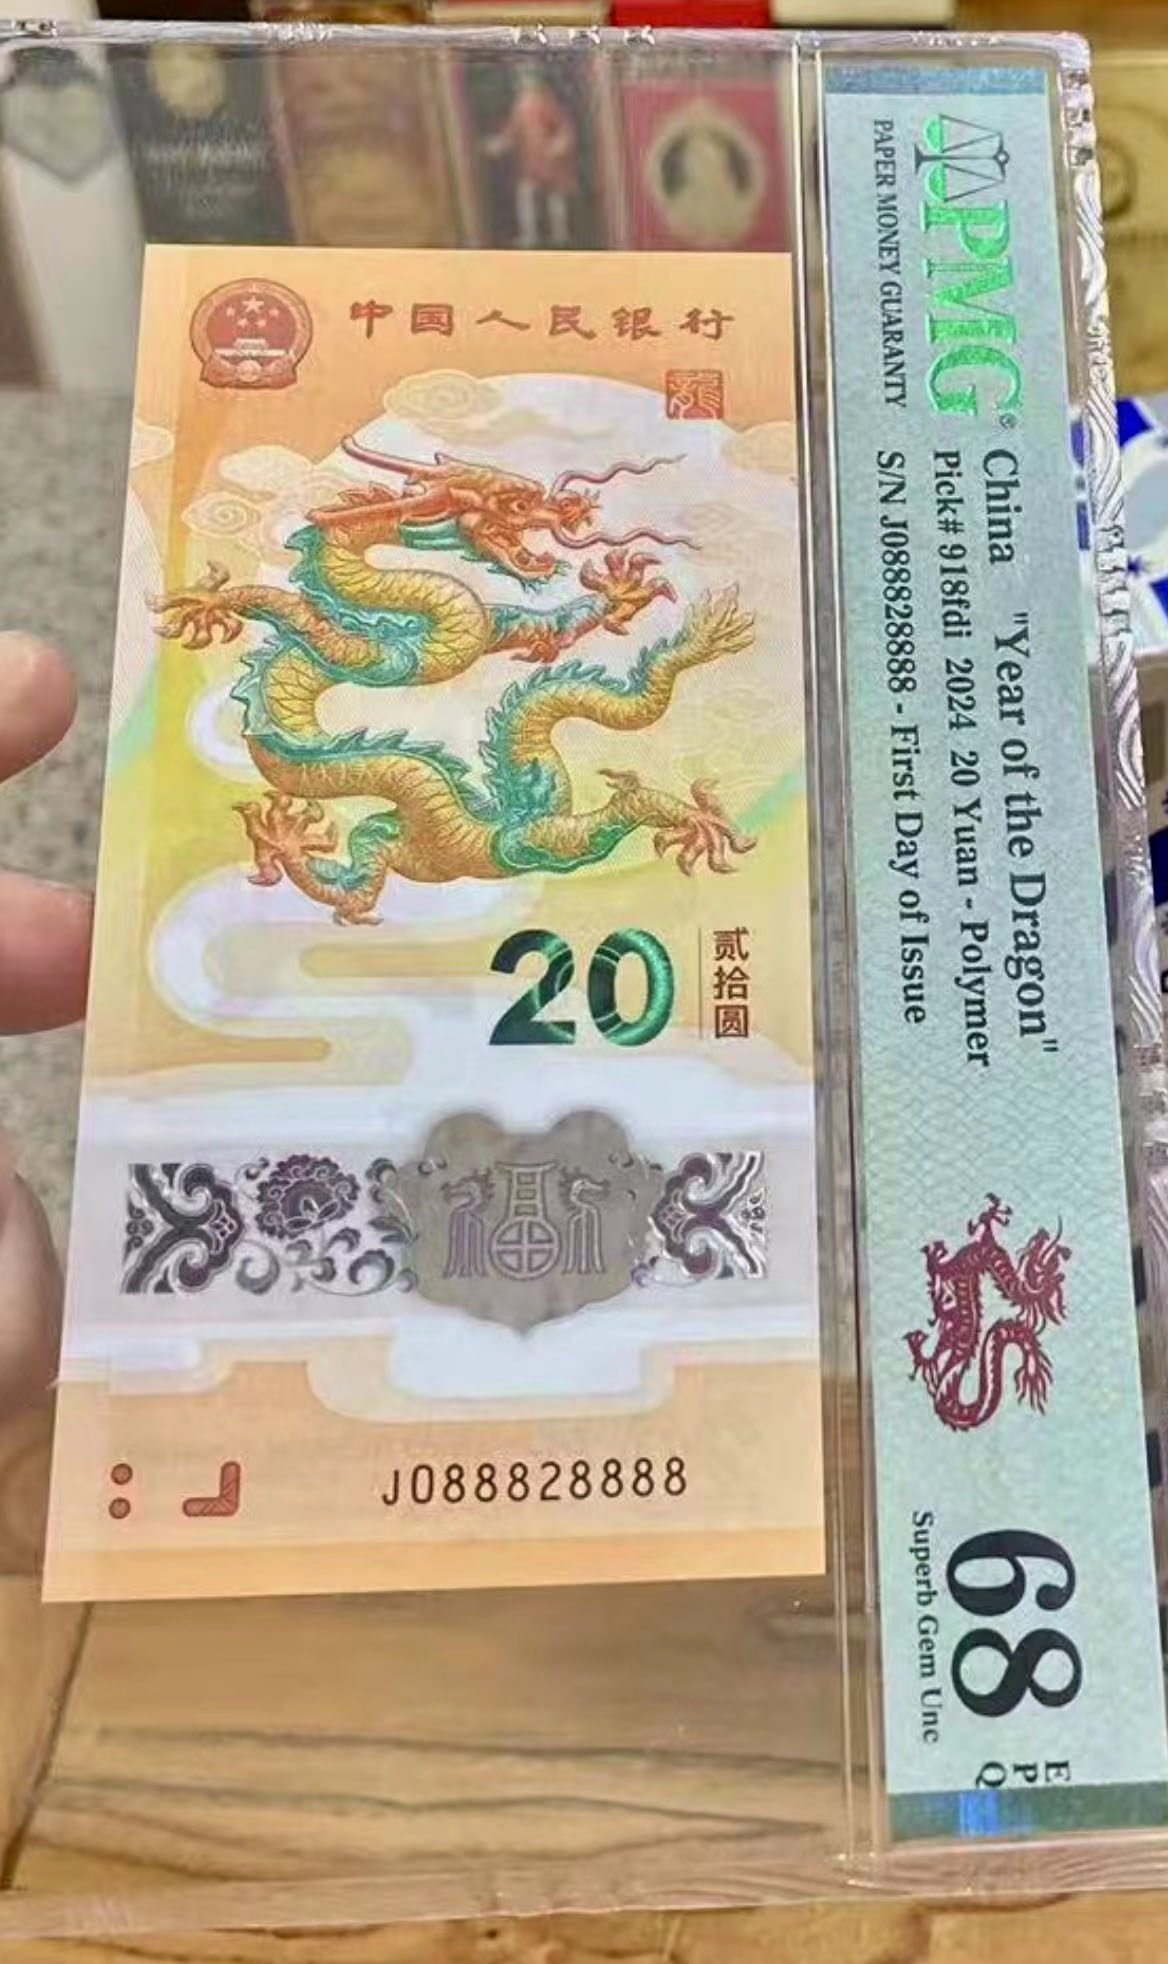 中国人民银行
龍
20
贰拾圆
J088828888
PMG®
PAPER MONEY GUARANTY
China "Year of the Dragon"
Pick# 918fdi 2024 20 Yuan - Polymer
S/N J088828888 - First Day of Issue
68
Superb Gem Unc
E
P
Q